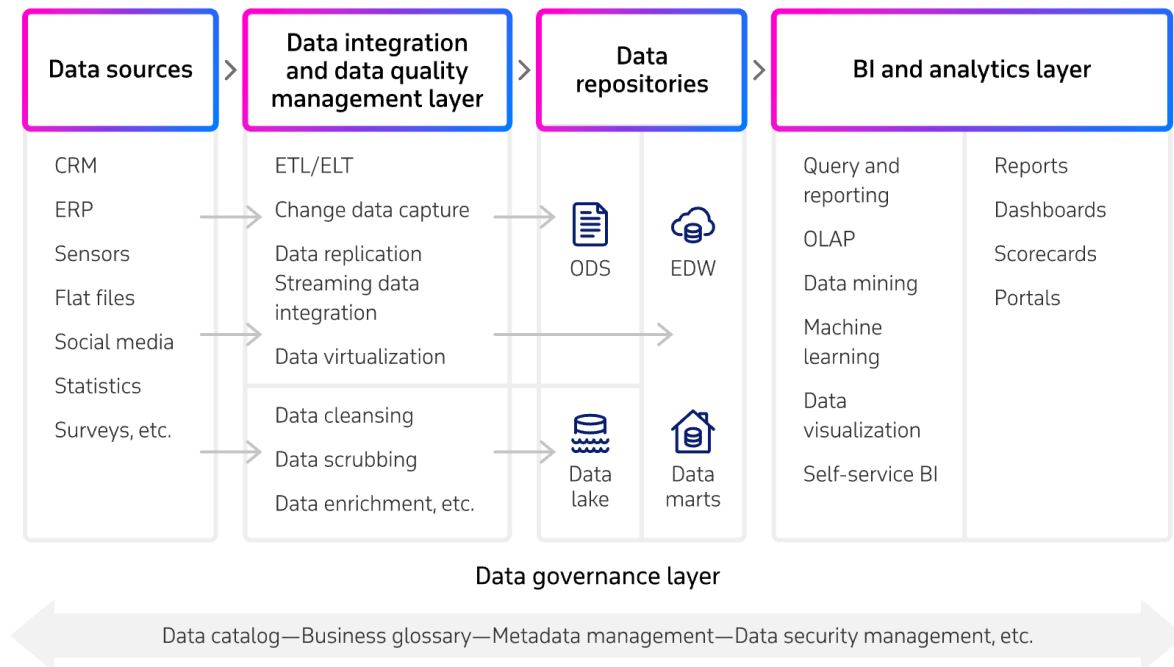 Data sources
Data integration
and data quality
management layer
Data
repositories
BI and analytics layer
CRM
ERP
Sensors
Flat files
Social media
Statistics
Surveys, etc.
ETL/ELT
Change data capture
Data replication
Streaming data
integration
Data virtualization
Data cleansing
Data scrubbing
Data enrichment, etc.
ODS
EDW
Data
lake
Data
marts
Query and
reporting
OLAP
Data mining
Machine
learning
Data
visualization
Self-service BI
Reports
Dashboards
Scorecards
Portals
Data governance layer
Data catalog—Business glossary—Metadata management—Data security management, etc.